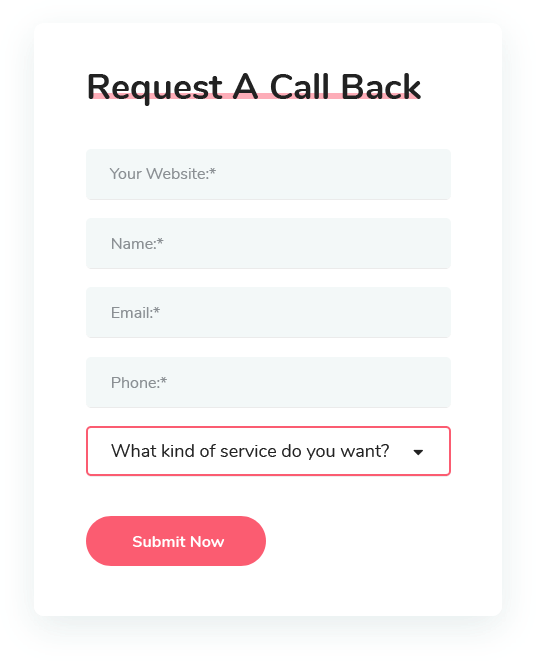 Request A Call Back
Your Website:*
Name:*
Email:*
Phone:*
What kind of service do you want?
Submit Now